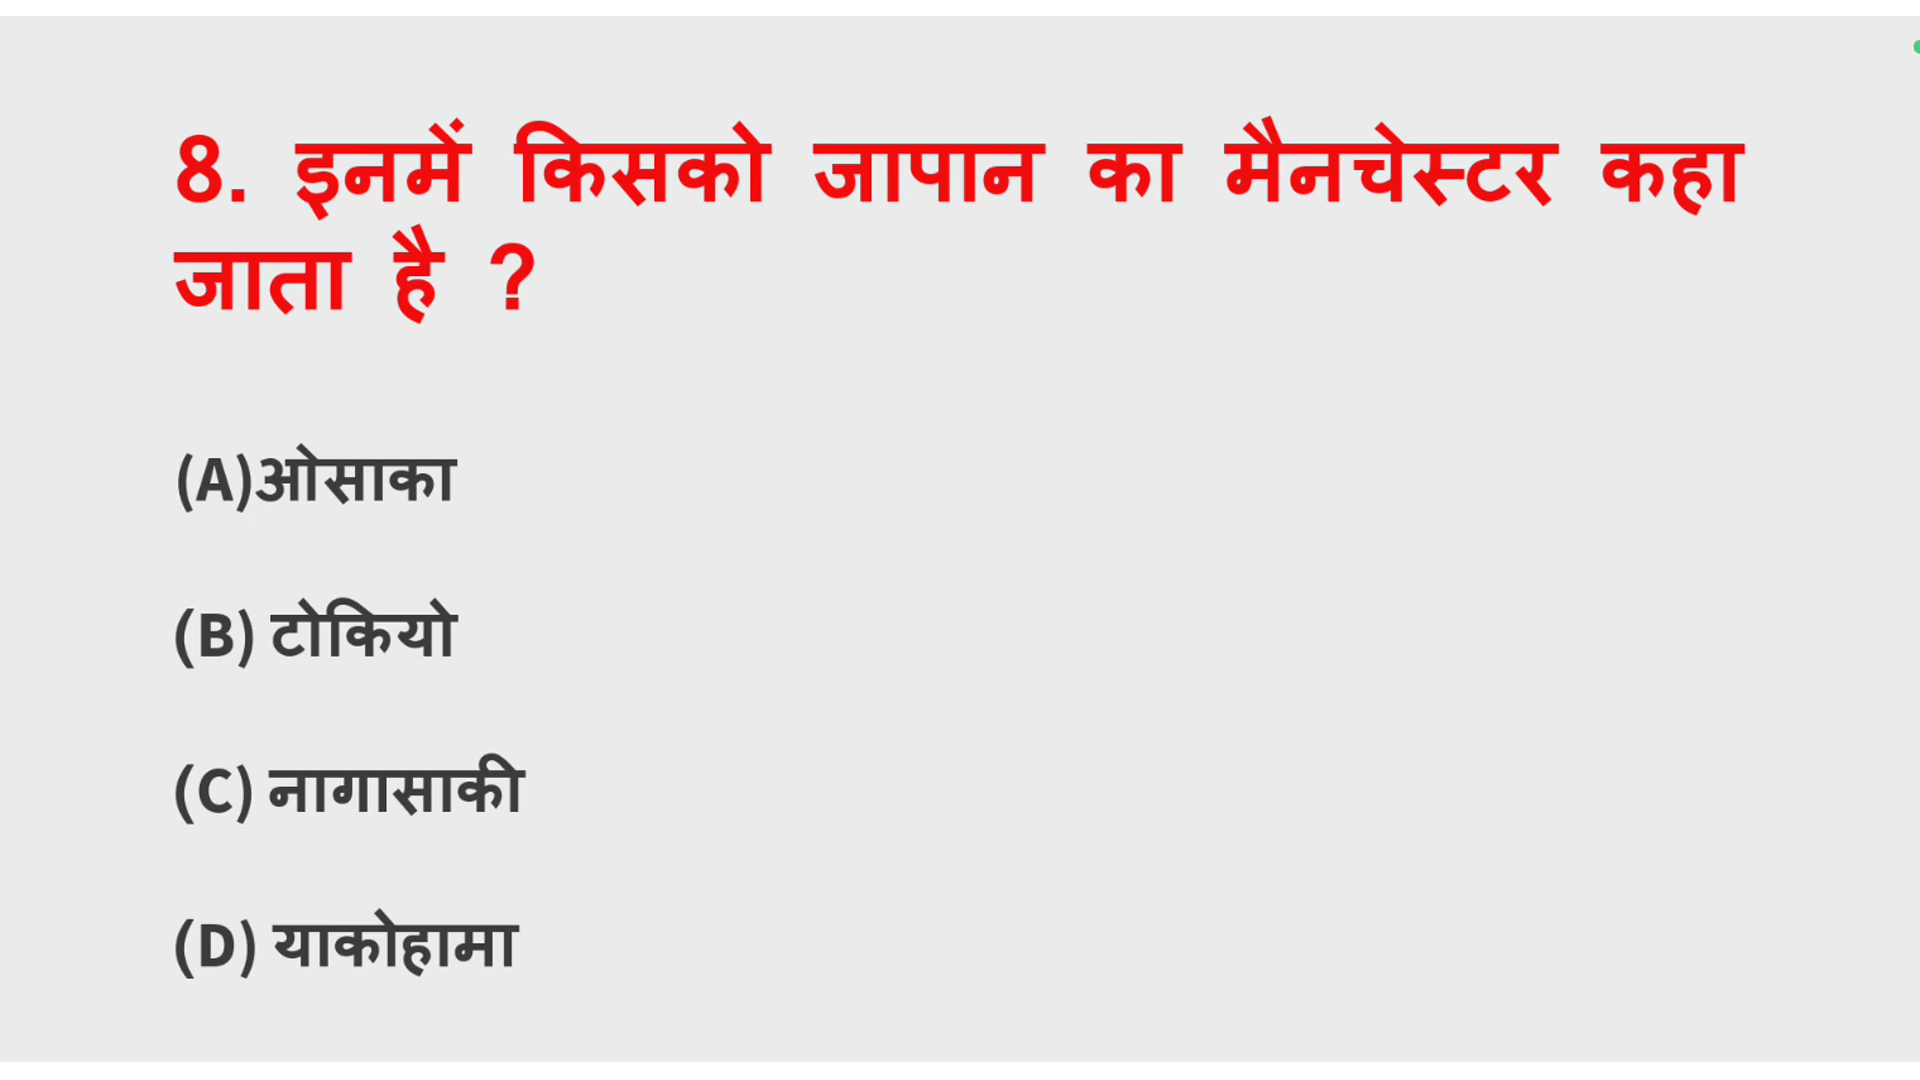 8. इनमें किसको जापान का मैनचेस्टर कहा
जाता है ?
(A)ओसाका
(B) टोकियो
(C) नागासाकी
(D) याकोहामा